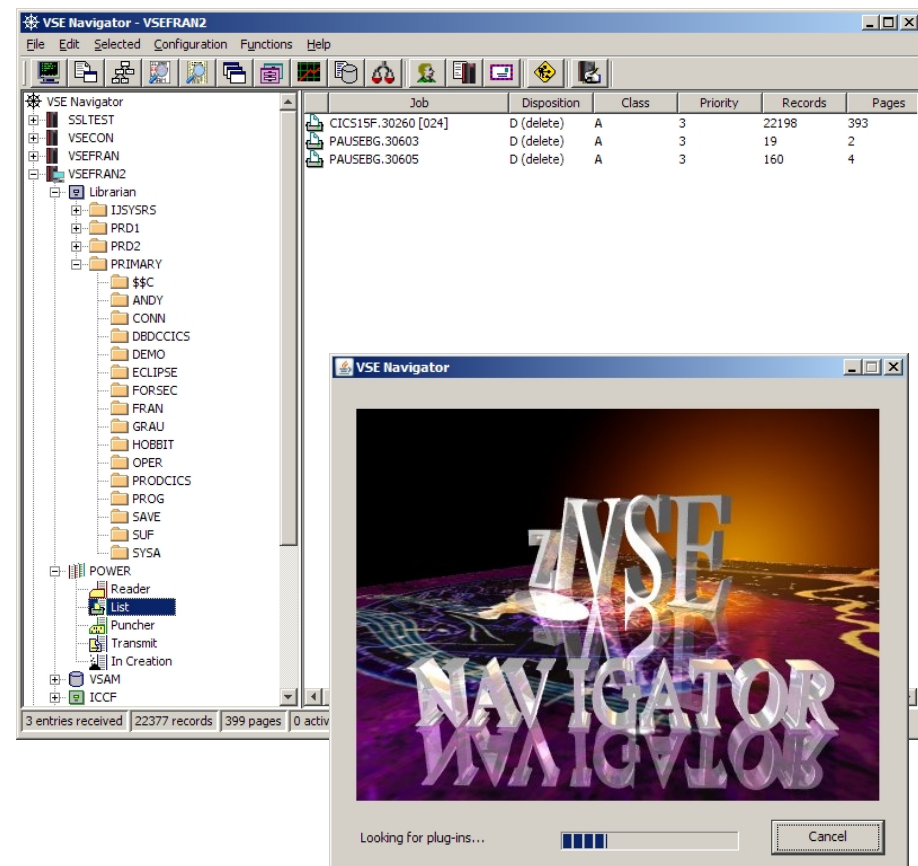 VSE Navigator - VSEFRAN2
File Edit Selected Configuration Functions Help
VSE Navigator
SSLTEST
VSECON
VSEFRAN
VSEFRAN2
Librarian
IJSYSRS
PRD1
PRD2
PRIMARY
$$C
ANDY
CONN
DBDCCICS
DEMO
ECLIPSE
FORSEC
FRAN
GRAU
HOBBIT
OPER
PRODCICS
PROG
SAVE
SUF
SYSA
POWER
Reader
List
Puncher
Transmit
In Creation
VSAM
ICCF
Job Disposition Class Priority Records Pages
CICS15F.30260 [024] D (delete) A 3 22198 393
PAUSEBG.30603 D (delete) A 3 19 2
PAUSEBG.30605 D (delete) A 3 160 4
3 entries received 22377 records 399 pages 0 activ
VSE Navigator
z/VSE
NAVIGATOR
Looking for plug-ins...
Cancel